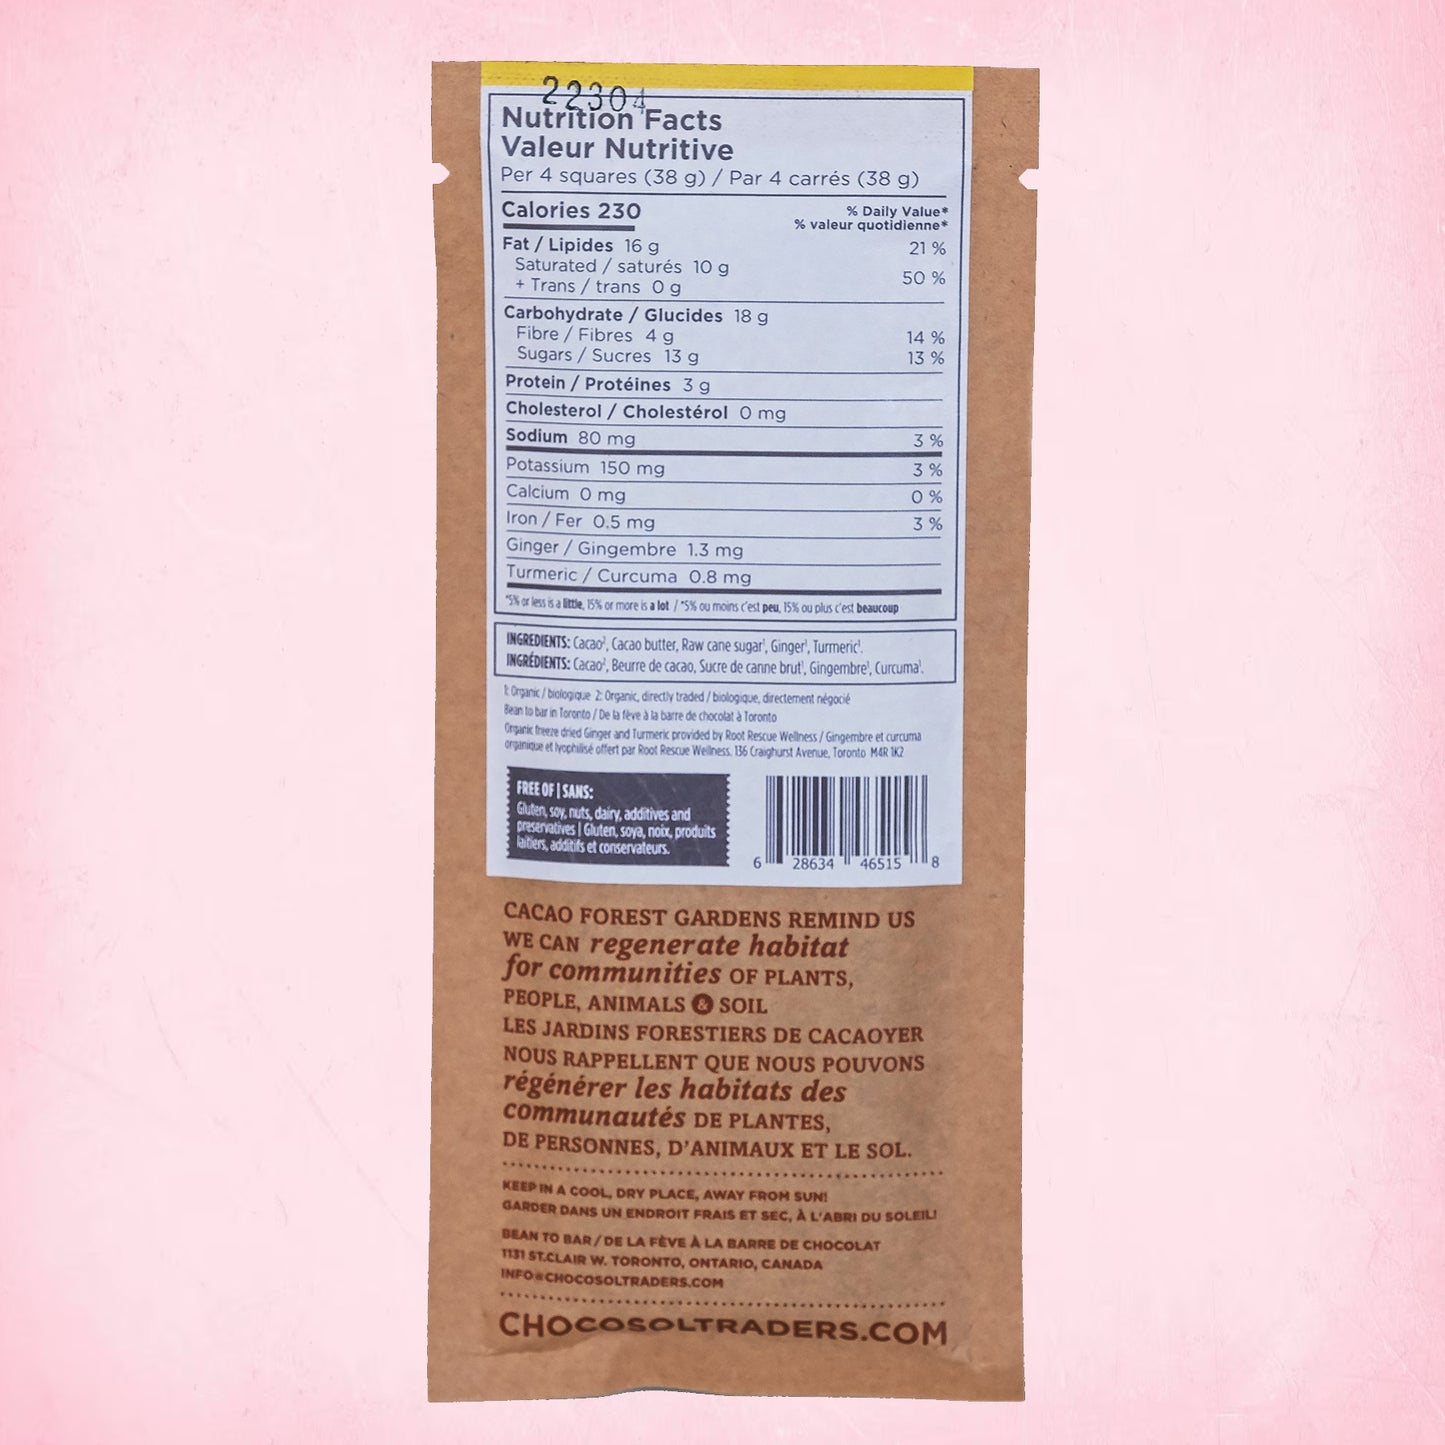 22304
Nutrition Facts
Valeur Nutritive
Per 4 squares (38 g) / Par 4 carrés (38 g)
Calories 230
% Daily Value*
% valeur quotidienne*
Fat / Lipides 16 g 21 %
Saturated / saturés 10 g
+ Trans / trans 0 g 50 %
Carbohydrate / Glucides 18 g
Fibre / Fibres 4 g 14 %
Sugars / Sucres 13 g 13 %
Protein / Protéines 3 g
Cholesterol / Cholestérol 0 mg
Sodium 80 mg 3 %
Potassium 150 mg 3 %
Calcium 0 mg 0 %
Iron / Fer 0.5 mg 3 %
Ginger / Gingembre 1.3 mg
Turmeric / Curcuma 0.8 mg
*5% or less is a little, 15% or more is a lot / *5% ou moins c'est peu, 15% ou plus c'est beaucoup
INGREDIENTS: Cacao², Cacao butter, Raw cane sugar¹, Ginger¹, Turmeric¹.
INGRÉDIENTS: Cacao², Beurre de cacao, Sucre de canne brut¹, Gingembre¹, Curcuma¹.
1: Organic / biologique 2: Organic, directly traded / biologique, directement négocié
Bean to bar in Toronto / De la fève à la barre de chocolat à Toronto
Organic freeze dried Ginger and Turmeric provided by Root Rescue Wellness / Gingembre et curcuma
organique et lyophilisé offert par Root Rescue Wellness. 136 Craighurst Avenue, Toronto M4R 1K2
FREE OF | SANS:
Gluten, soy, nuts, dairy, additives and
preservatives | Gluten, soya, noix, produits
laitiers, additifs et conservateurs.
6 28634 46515 8
CACAO FOREST GARDENS REMIND US
WE CAN regenerate habitat
for communities OF PLANTS,
PEOPLE, ANIMALS & SOIL
LES JARDINS FORESTIERS DE CACAOYER
NOUS RAPPELLENT QUE NOUS POUVONS
régénérer les habitats des
communautés DE PLANTES,
DE PERSONNES, D'ANIMAUX ET LE SOL.
KEEP IN A COOL, DRY PLACE, AWAY FROM SUN!
GARDER DANS UN ENDROIT FRAIS ET SEC, À L'ABRI DU SOLEIL!
BEAN TO BAR / DE LA FÈVE À LA BARRE DE CHOCOLAT
1131 ST.CLAIR W. TORONTO, ONTARIO, CANADA
INFO@CHOCOSOLTRADERS.COM
CHOCOSOLTRADERS.COM